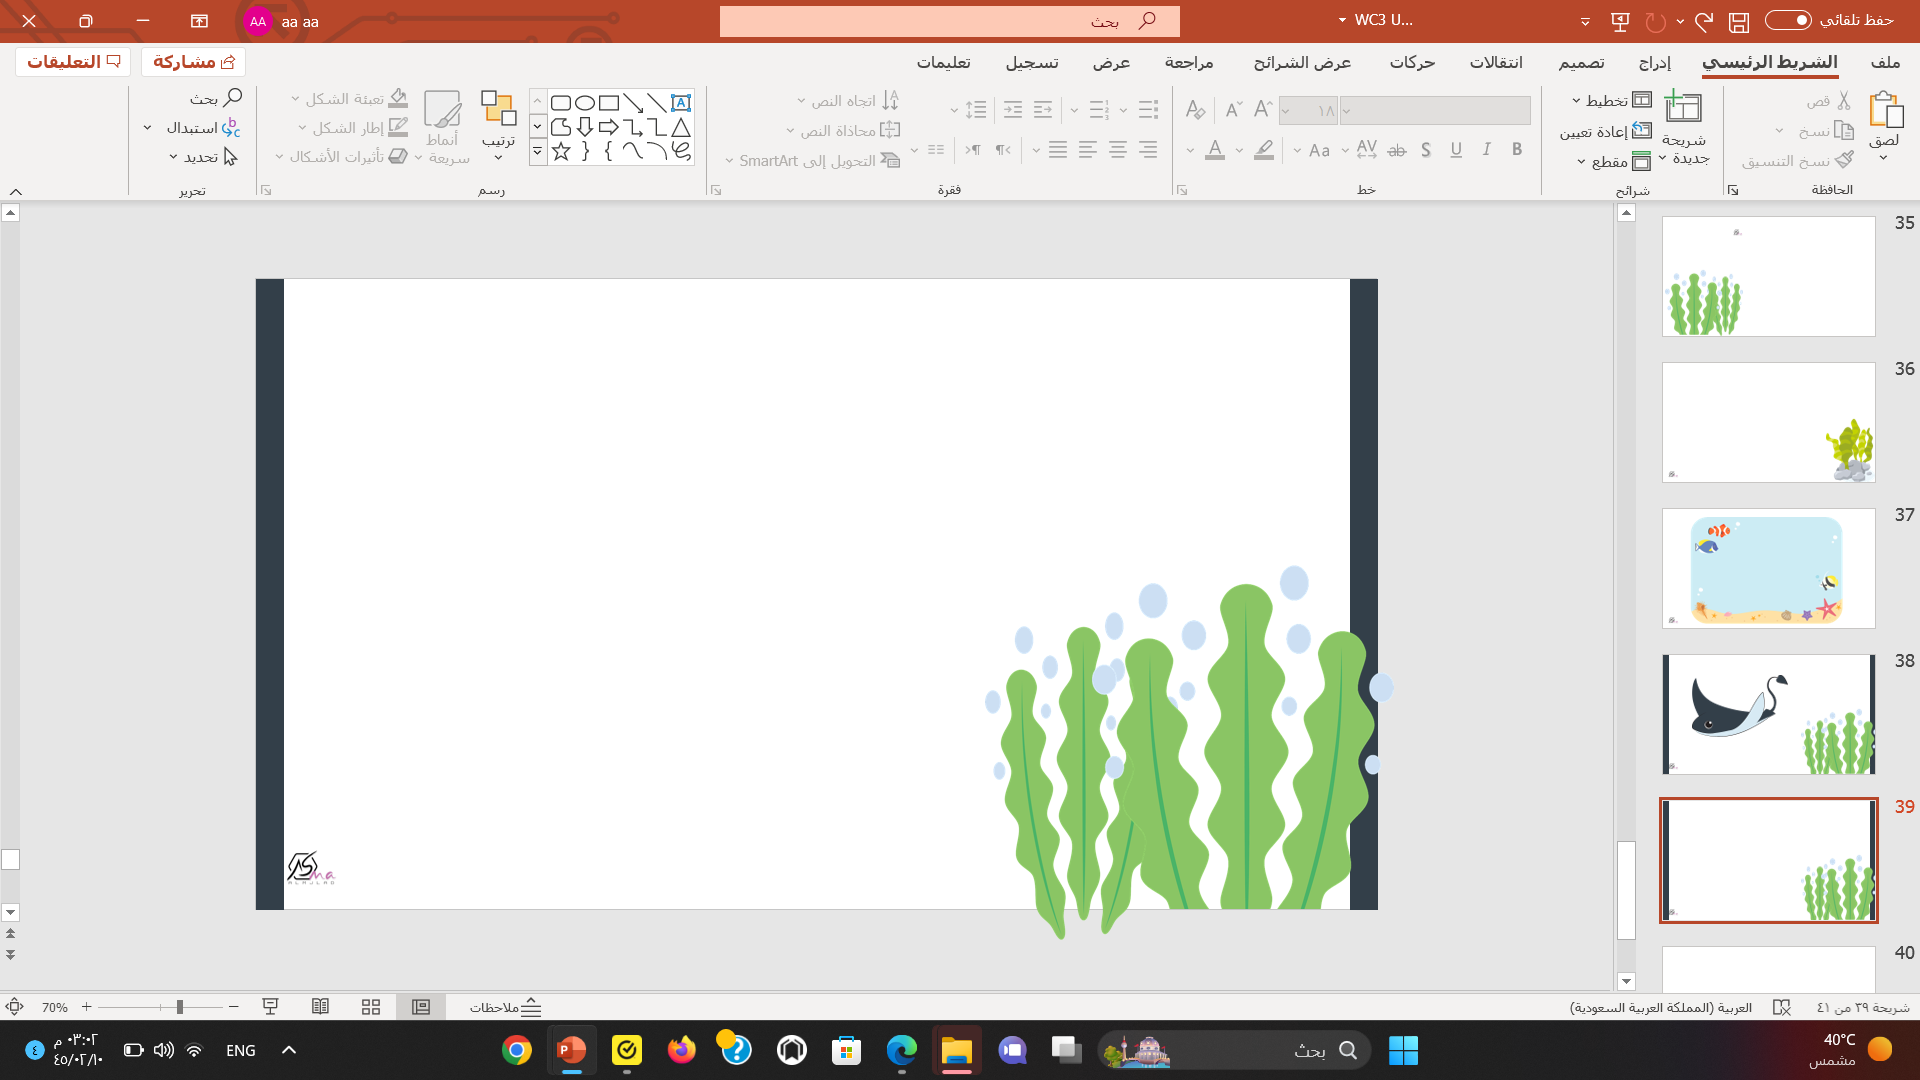 حفظ تلقائي
WC3 U...
بحث
aa aa
AA
ملف
الشريط الرئيسي
إدراج
تصميم
انتقالات
حركات
عرض الشرائح
مراجعة
عرض
تسجيل
تعليمات
مشاركة
التعليقات
لصق
قص
نسخ
نسخ التنسيق
الحافظة
شريحة جديدة
تخطيط
إعادة تعيين
مقطع
شرائح
١٨
خط
اتجاه النص
محاذاة النص
التحويل إلى SmartArt
فقرة
ترتيب
أنماط سريعة
تعبئة الشكل
إطار الشكل
تأثيرات الأشكال
رسم
بحث
استبدال
تحديد
تحرير
35
36
37
38
39
40
ASma
ALAJLAD
شريحة ٣٩ من ٤١
العربية (المملكة العربية السعودية)
ملاحظات
70%
40°C
مشمس
بحث
ENG
٠٣:٠٢ م
٤٥/٠٢/١٠
٤